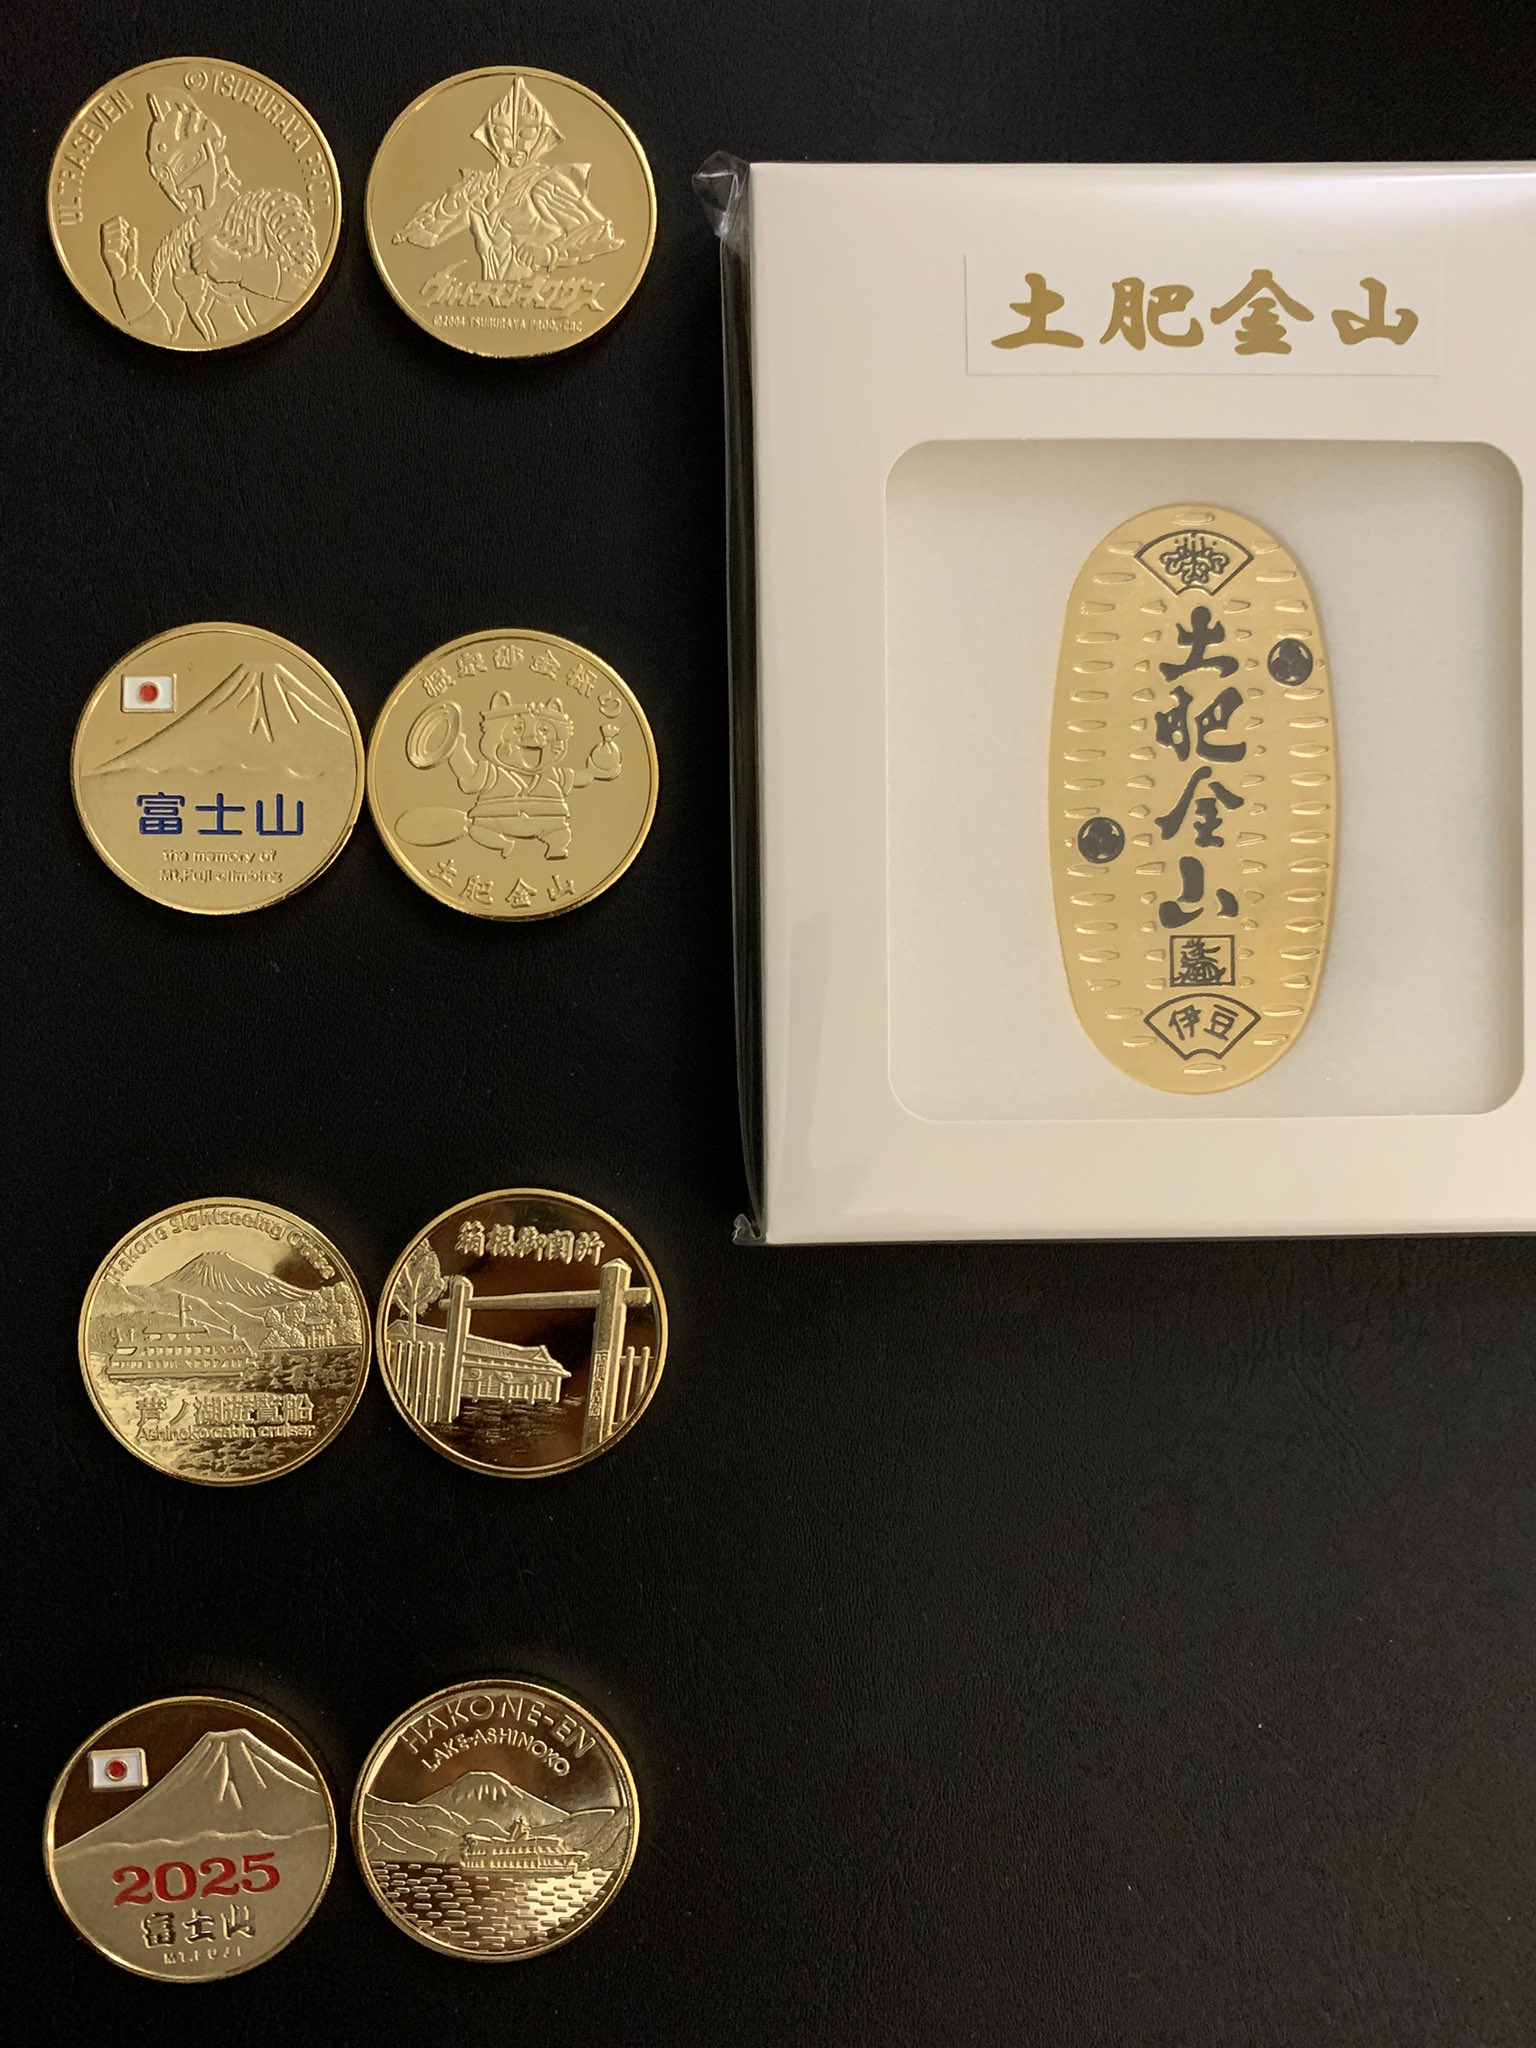 ULTRASEVEN
©TSUBURAYA PROD.
ウルトラマンネクサス
©2004 TSUBURAYA PROD.・CBC
土肥金山
土肥金山
伊豆
富士山
The memory of
Mt.Fuji climbing
土肥金山
Hakone Sightseeing Cruise
芦ノ湖遊覧船
Ashinoko cabin cruiser
箱根御関所
2025
富士山
MT.FUJI
HAKONE-EN
LAKE-ASHINOKO